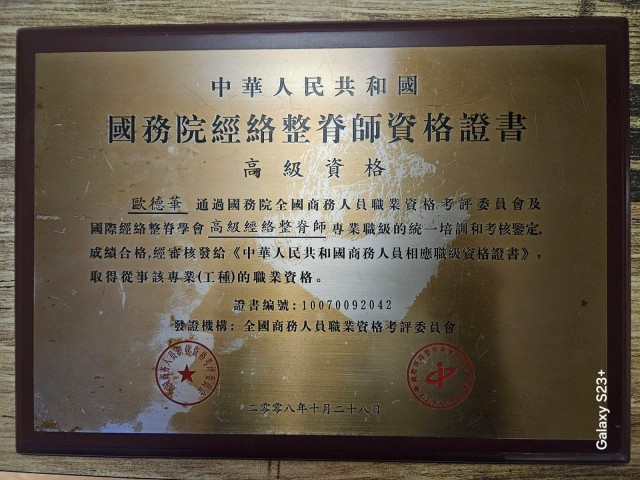 中華人民共和國
國務院經絡整脊師資格證書
高級資格
歐德華 通過國務院全國商務人員職業資格考評委員會及
國際經絡整脊學會 高級經絡整脊師 專業職級的統一培訓和考核鑒定,
成績合格,經審核發給《中華人民共和國商務人員相應職級資格證書》,
取得從事該專業(工種)的職業資格。
證書編號:10070092042
發證機構:全國商務人員職業資格考評委員會
二零零八年十月二十八日
Galaxy S23+